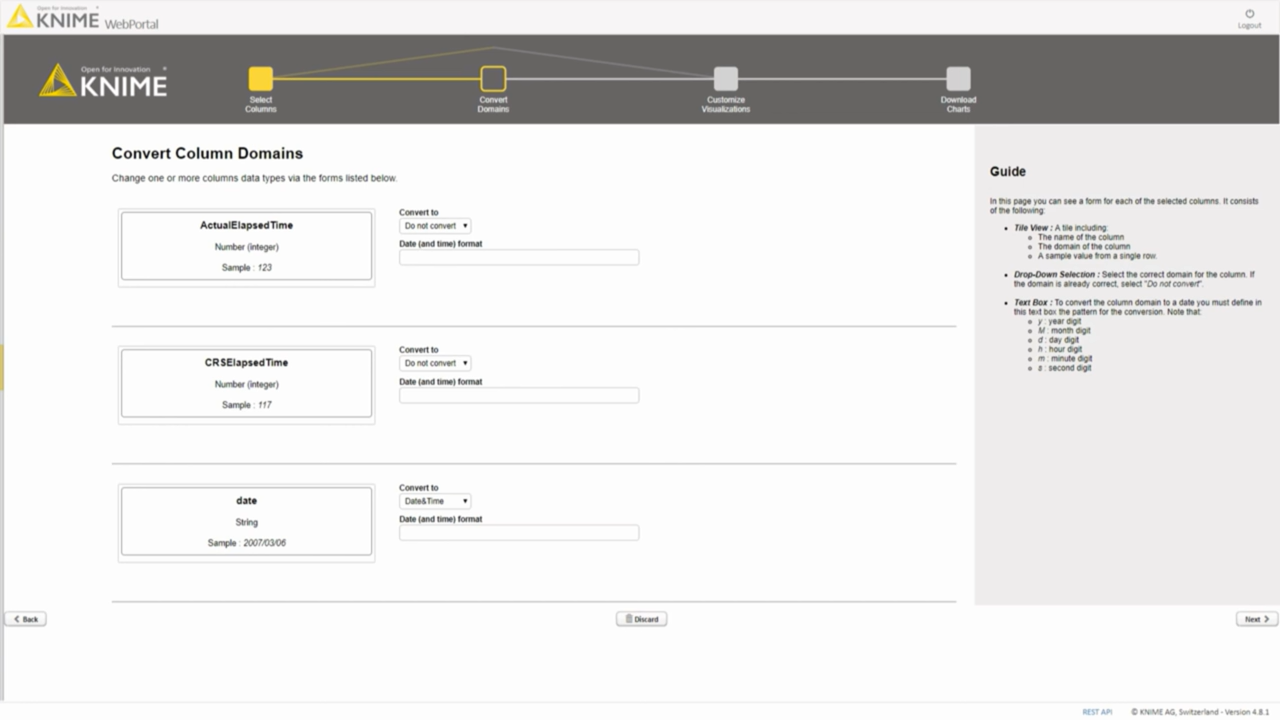 Open for Innovation
KNIME WebPortal
Logout
Open for Innovation
KNIME
Select
Columns
Convert
Domains
Customize
Visualizations
Download
Charts
Convert Column Domains
Change one or more columns data types via the forms listed below.
ActualElapsedTime
Number (integer)
Sample : 123
Convert to
Do not convert
Date (and time) format
CRSElapsedTime
Number (integer)
Sample : 117
Convert to
Do not convert
Date (and time) format
date
String
Sample : 2007/03/06
Convert to
Date&Time
Date (and time) format
Guide
In this page you can see a form for each of the selected columns. It consists
of the following:
Tile View : A tile including:
The name of the column
The domain of the column
A sample value from a single row.
Drop-Down Selection : Select the correct domain for the column. If
the domain is already correct, select "Do not convert".
Text Box : To convert the column domain to a date you must define in
this text box the pattern for the conversion. Note that:
y : year digit
M : month digit
d : day digit
h : hour digit
m : minute digit
s : second digit
Back
Discard
Next
REST API
© KNIME AG, Switzerland - Version 4.8.1